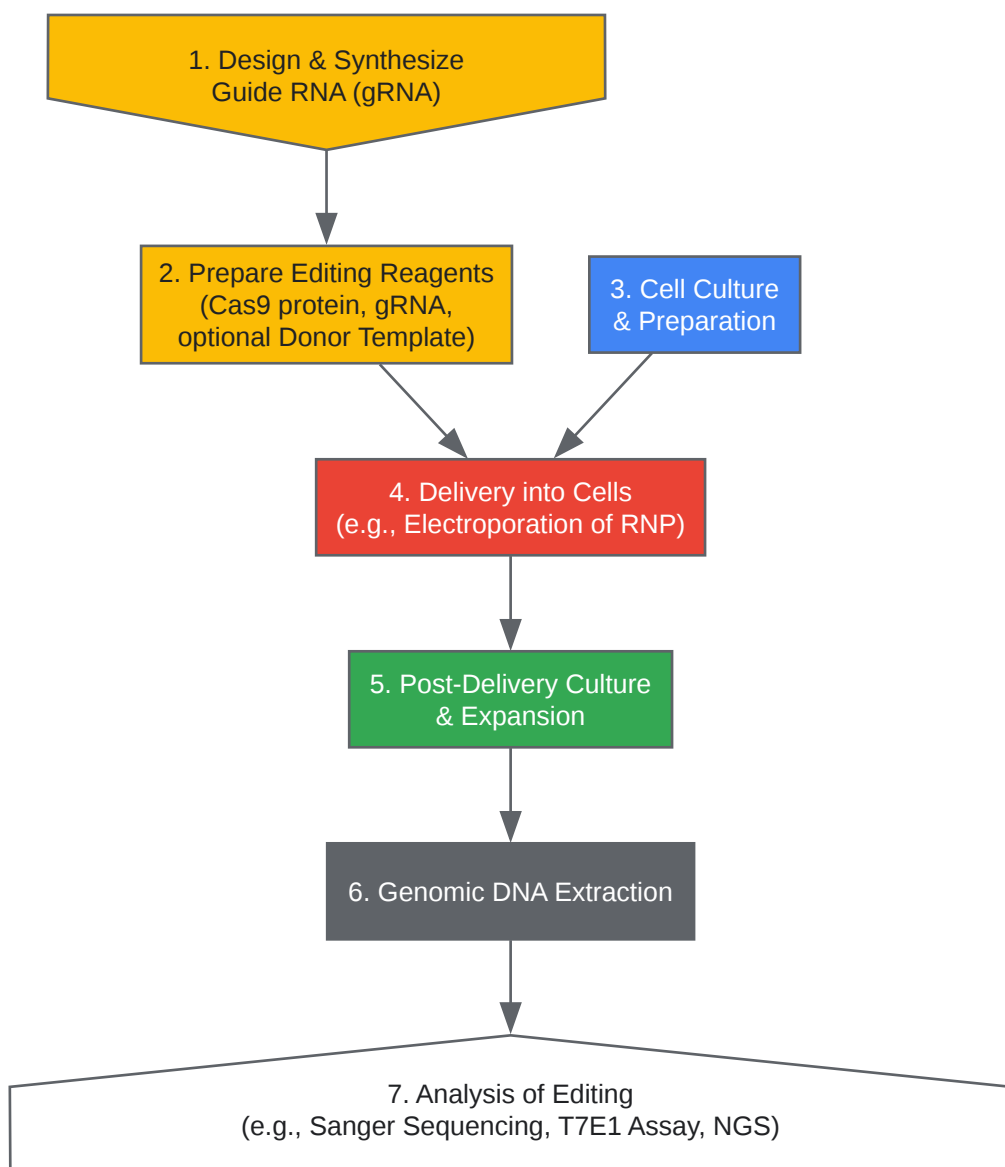 1. Design & Synthesize
Guide RNA (gRNA)
2. Prepare Editing Reagents
(Cas9 protein, gRNA,
optional Donor Template)
3. Cell Culture
& Preparation
4. Delivery into Cells
(e.g., Electroporation of RNP)
5. Post-Delivery Culture
& Expansion
6. Genomic DNA Extraction
7. Analysis of Editing
(e.g., Sanger Sequencing, T7E1 Assay, NGS)